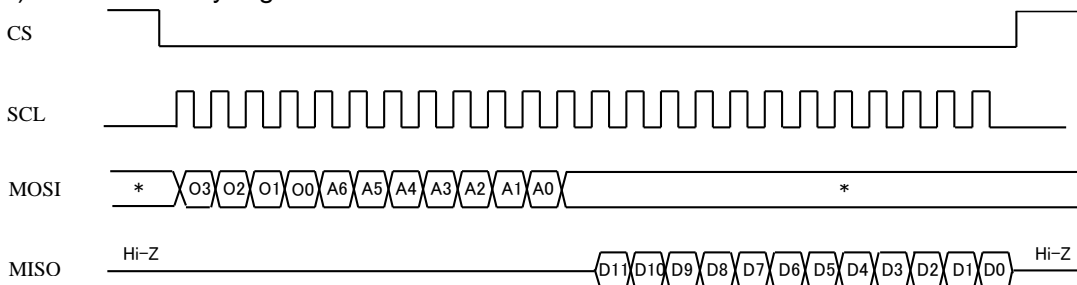 CS
SCL
MOSI * O3 O2 O1 O0 A6 A5 A4 A3 A2 A1 A0 *
Hi-Z Hi-Z
MISO D11 D10 D9 D8 D7 D6 D5 D4 D3 D2 D1 D0